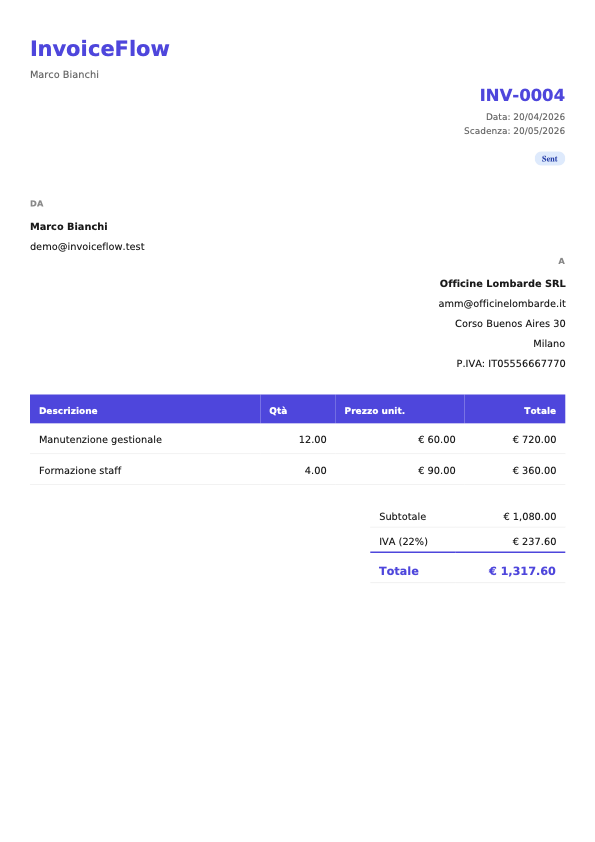 InvoiceFlow
Marco Bianchi
INV-0004
Data: 20/04/2026
Scadenza: 20/05/2026
Sent
DA
Marco Bianchi
demo@invoiceflow.test
A
Officine Lombarde SRL
amm@officinelombarde.it
Corso Buenos Aires 30
Milano
P.IVA: IT05556667770
Descrizione Qtà Prezzo unit. Totale
Manutenzione gestionale 12.00 € 60.00 € 720.00
Formazione staff 4.00 € 90.00 € 360.00
Subtotale € 1,080.00
IVA (22%) € 237.60
Totale € 1,317.60